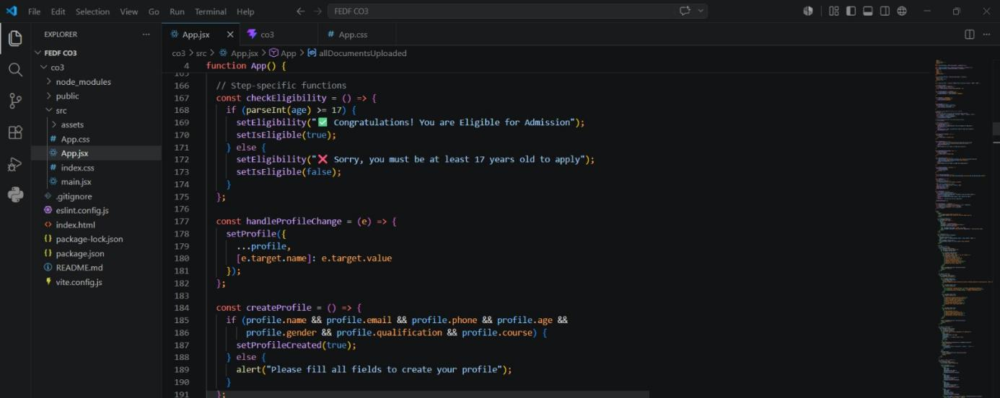 File Edit Selection View Go Run Terminal Help
FEDF CO3
EXPLORER
FEDF CO3
co3
node_modules
public
src
assets
# App.css
App.jsx
# index.css
main.jsx
.gitignore
eslint.config.js
<> index.html
{} package-lock.json
{} package.json
README.md
vite.config.js
App.jsx
co3
# App.css
co3 > src > App.jsx > App > allDocumentsUploaded
4 function App() {
165
166 // Step-specific functions
167 const checkEligibility = () => {
168 if (parseInt(age) >= 17) {
169 setEligibility("✅ Congratulations! You are Eligible for Admission");
170 setIsEligible(true);
171 } else {
172 setEligibility("❌ Sorry, you must be at least 17 years old to apply");
173 setIsEligible(false);
174 }
175 };
176
177 const handleProfileChange = (e) => {
178 setProfile({
179 ...profile,
180 [e.target.name]: e.target.value
181 });
182 };
183
184 const createProfile = () => {
185 if (profile.name && profile.email && profile.phone && profile.age &&
186 profile.gender && profile.qualification && profile.course) {
187 setProfileCreated(true);
188 } else {
189 alert("Please fill all fields to create your profile");
190 }
191 };